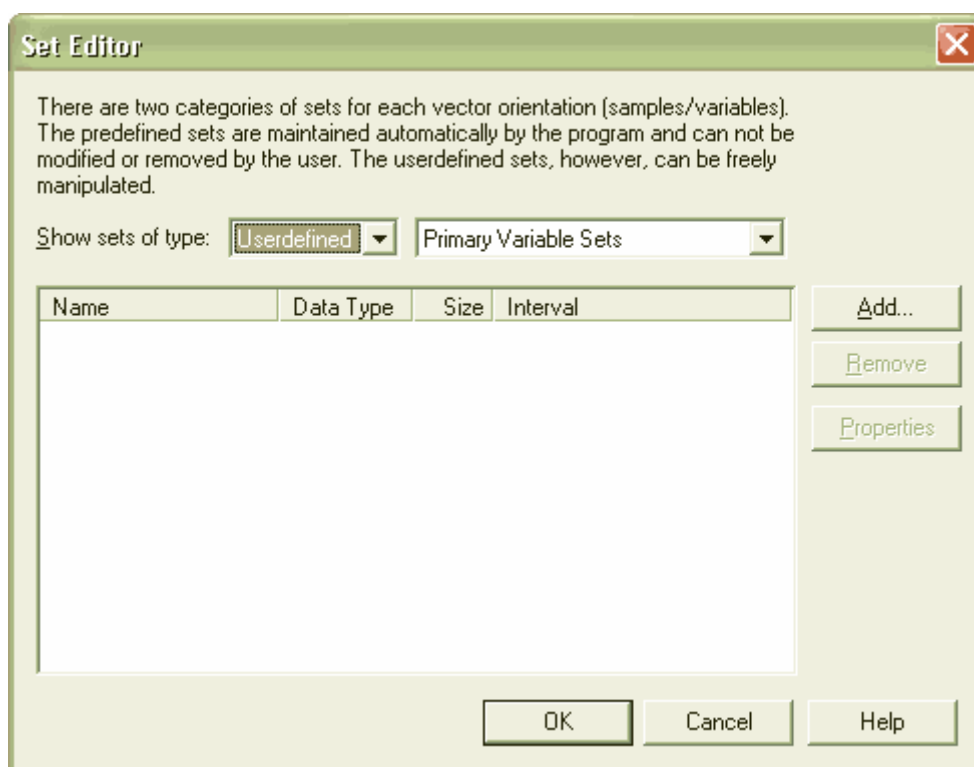 Set Editor
There are two categories of sets for each vector orientation (samples/variables).
The predefined sets are maintained automatically by the program and can not be
modified or removed by the user. The userdefined sets, however, can be freely
manipulated.
Show sets of type: Userdefined Primary Variable Sets
Name Data Type Size Interval
Add...
Remove
Properties
OK Cancel Help